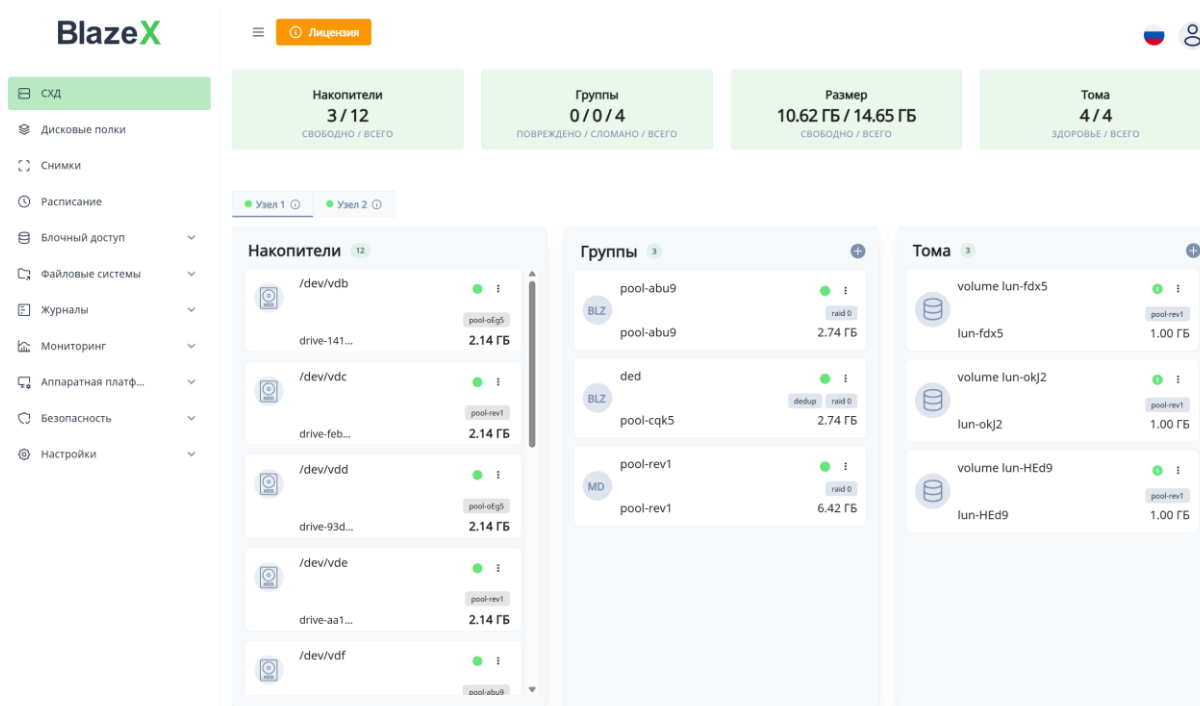 BlazeX
Лицензия
СХД
Дисковые полки
Снимки
Расписание
Блочный доступ
Файловые системы
Журналы
Мониторинг
Аппаратная платф...
Безопасность
Настройки
Накопители
3 / 12
СВОБОДНО / ВСЕГО
Группы
0 / 0 / 4
ПОВРЕЖДЕНО / СЛОМАНО / ВСЕГО
Размер
10.62 ГБ / 14.65 ГБ
СВОБОДНО / ВСЕГО
Тома
4 / 4
ЗДОРОВЬЕ / ВСЕГО
Узел 1
Узел 2
Накопители 12
/dev/vdb
pool-oEg5
drive-141... 2.14 ГБ
/dev/vdc
pool-rev1
drive-feb... 2.14 ГБ
/dev/vdd
pool-oEg5
drive-93d... 2.14 ГБ
/dev/vde
pool-rev1
drive-aa1... 2.14 ГБ
/dev/vdf
pool-abu9
Группы 3
pool-abu9
BLZ
raid 0
pool-abu9 2.74 ГБ
ded
BLZ
dedup raid 0
pool-cqk5 2.74 ГБ
pool-rev1
MD
raid 0
pool-rev1 6.42 ГБ
Тома 3
volume lun-fdx5
pool-rev1
lun-fdx5 1.00 ГБ
volume lun-okJ2
pool-rev1
lun-okJ2 1.00 ГБ
volume lun-HEd9
pool-rev1
lun-HEd9 1.00 ГБ